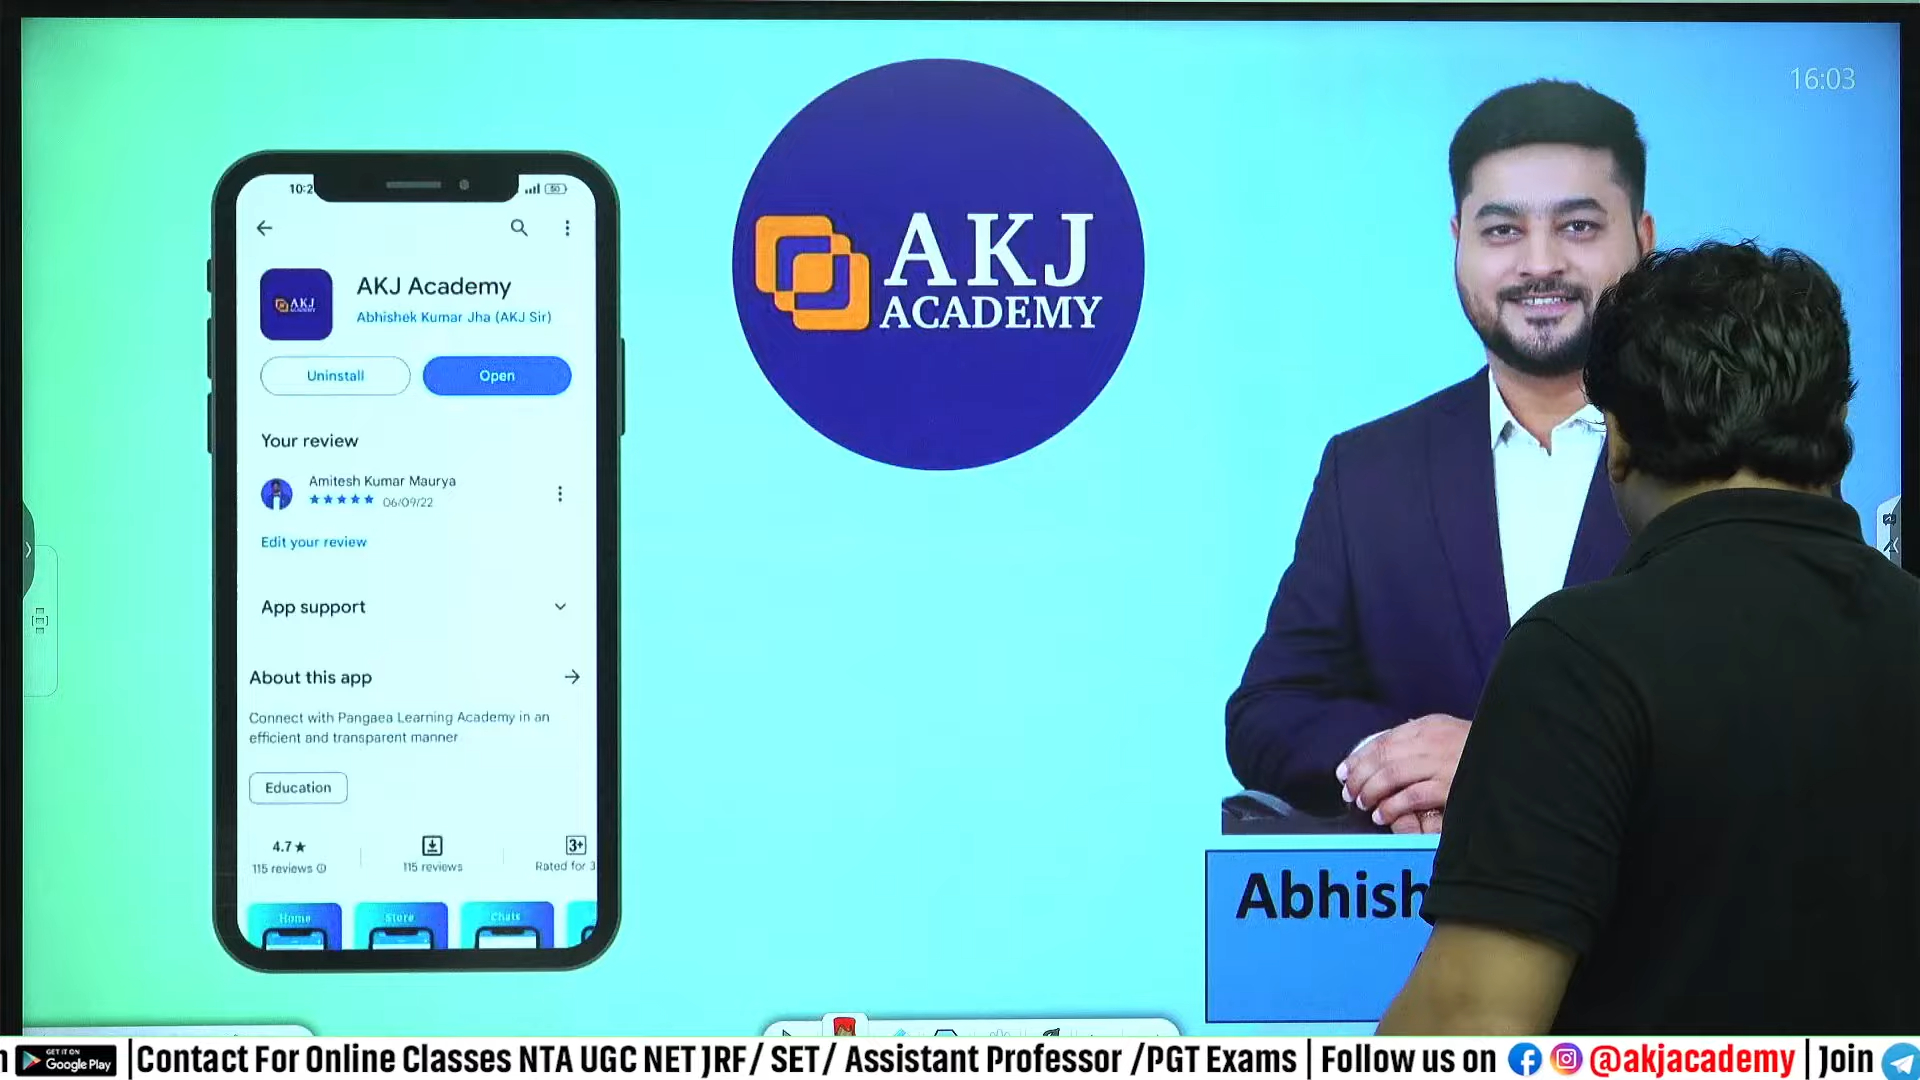 16:03
10:2
50
AKJ Academy
Abhishek Kumar Jha (AKJ Sir)
Uninstall
Open
Your review
Amitesh Kumar Maurya
★★★★★ 06/09/22
Edit your review
App support
About this app
Connect with Pangaea Learning Academy in an
efficient and transparent manner
Education
4.7★
115 reviews
115 reviews
3+
Rated for 3
Home
Store
Chats
AKJ
ACADEMY
AKJ
ACADEMY
Abhish
GET IT ON
Google Play
|Contact For Online Classes NTA UGC NET JRF/ SET/ Assistant Professor /PGT Exams | Follow us on @akjacademy | Join